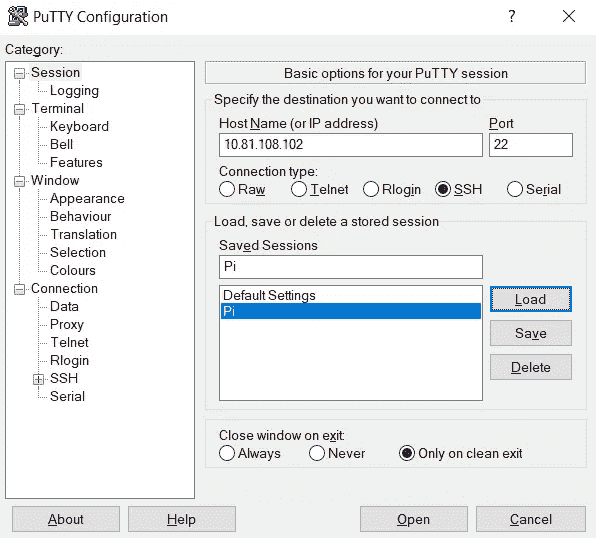 PuTTY Configuration
? ×
Category:
Session
Logging
Terminal
Keyboard
Bell
Features
Window
Appearance
Behaviour
Translation
Selection
Colours
Connection
Data
Proxy
Telnet
Rlogin
SSH
Serial
Basic options for your PuTTY session
Specify the destination you want to connect to
Host Name (or IP address) Port
10.81.108.102 22
Connection type:
Raw Telnet Rlogin SSH Serial
Load, save or delete a stored session
Saved Sessions
Pi
Default Settings
Pi
Load
Save
Delete
Close window on exit:
Always Never Only on clean exit
About Help Open Cancel